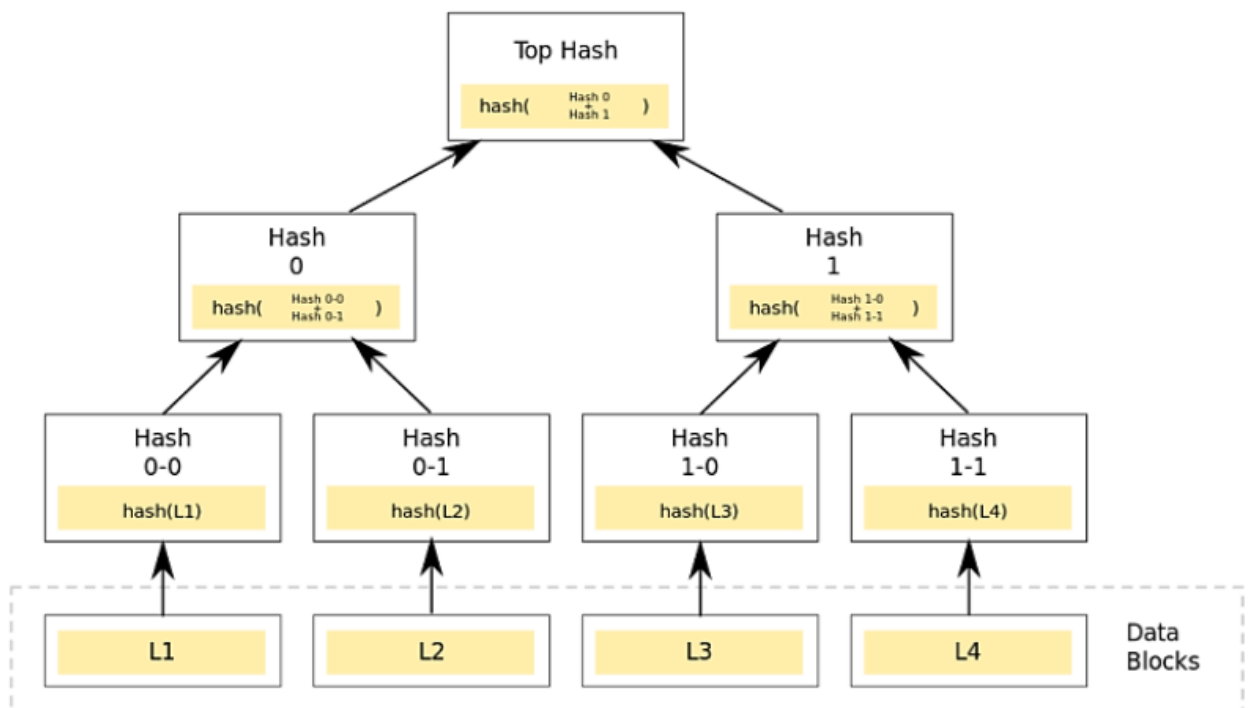 Top Hash
hash( Hash 0 + Hash 1 )
Hash
0
hash( Hash 0-0 + Hash 0-1 )
Hash
1
hash( Hash 1-0 + Hash 1-1 )
Hash
0-0
hash(L1)
Hash
0-1
hash(L2)
Hash
1-0
hash(L3)
Hash
1-1
hash(L4)
L1
L2
L3
L4
Data
Blocks